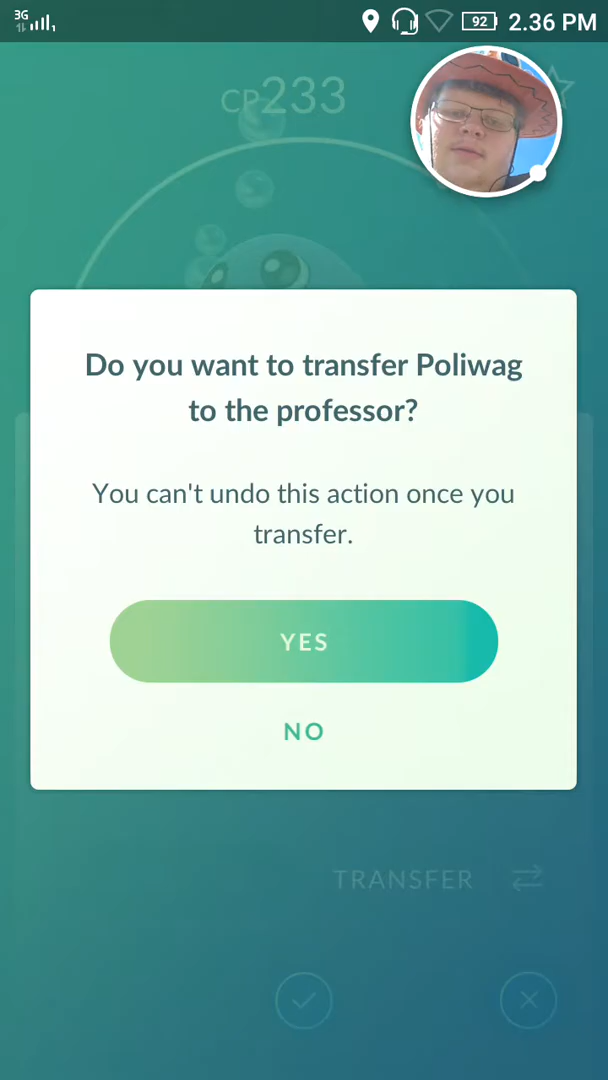 3G
1
92
2.36 PM
CP233
Do you want to transfer Poliwag
to the professor?
You can't undo this action once you
transfer.
YES
NO
TRANSFER